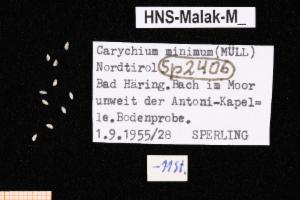 HNS-Malak-M_
Carychium minimum(MÜLL)
Nordtirol Sp2406
Bad Häring.Bach im Moor
unweit der Antoni-Kapel=
le.Bodenprobe.
1.9.1955/28 SPERLING
-11St.